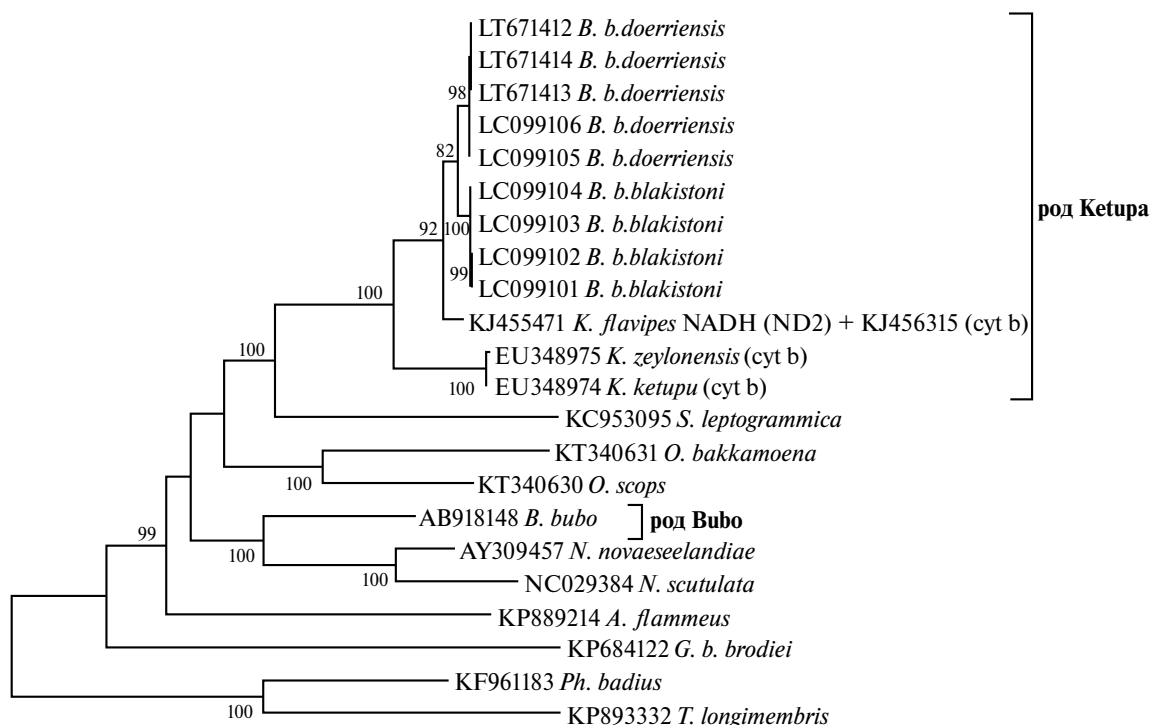 LT671412 B. b.doerriensis
LT671414 B. b.doerriensis
98
LT671413 B. b.doerriensis
LC099106 B. b.doerriensis
82
LC099105 B. b.doerriensis
LC099104 B. b.blakistoni
род Ketupa
92
100
LC099103 B. b.blakistoni
LC099102 B. b.blakistoni
99
LC099101 B. b.blakistoni
100
KJ455471 K. flavipes NADH (ND2) + KJ456315 (cyt b)
100
EU348975 K. zeylonensis (cyt b)
100
EU348974 K. ketupu (cyt b)
KC953095 S. leptogrammica
KT340631 O. bakkamoena
100
KT340630 O. scops
AB918148 B. bubo
род Bubo
99
100
AY309457 N. novaeseelandiae
100
NC029384 N. scutulata
KP889214 A. flammeus
KP684122 G. b. brodiei
KF961183 Ph. badius
100
KP893332 T. longimembris